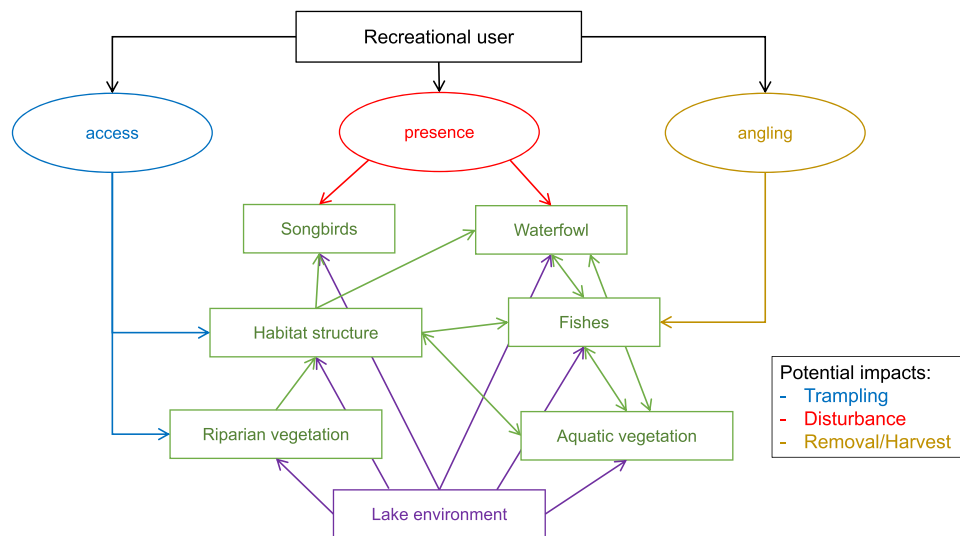 Recreational user
access
presence
angling
Songbirds
Waterfowl
Habitat structure
Fishes
Riparian vegetation
Aquatic vegetation
Lake environment
Potential impacts:
- Trampling
- Disturbance
- Removal/Harvest